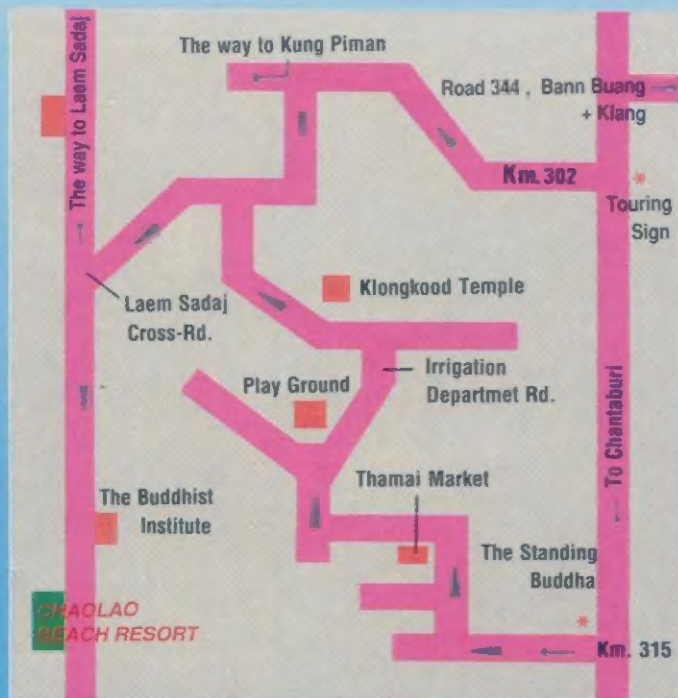 The way to Kung Piman
The way to Laem Sadaj
Road 344 , Bann Buang
+ Klang
Km. 302
Touring
Sign
Laem Sadaj
Cross-Rd.
Klongkood Temple
Irrigation
Departmet Rd.
Play Ground
To Chantaburi
Thamai Market
The Buddhist
Institute
The Standing
Buddha
CHAOLAO
BEACH RESORT
Km. 315